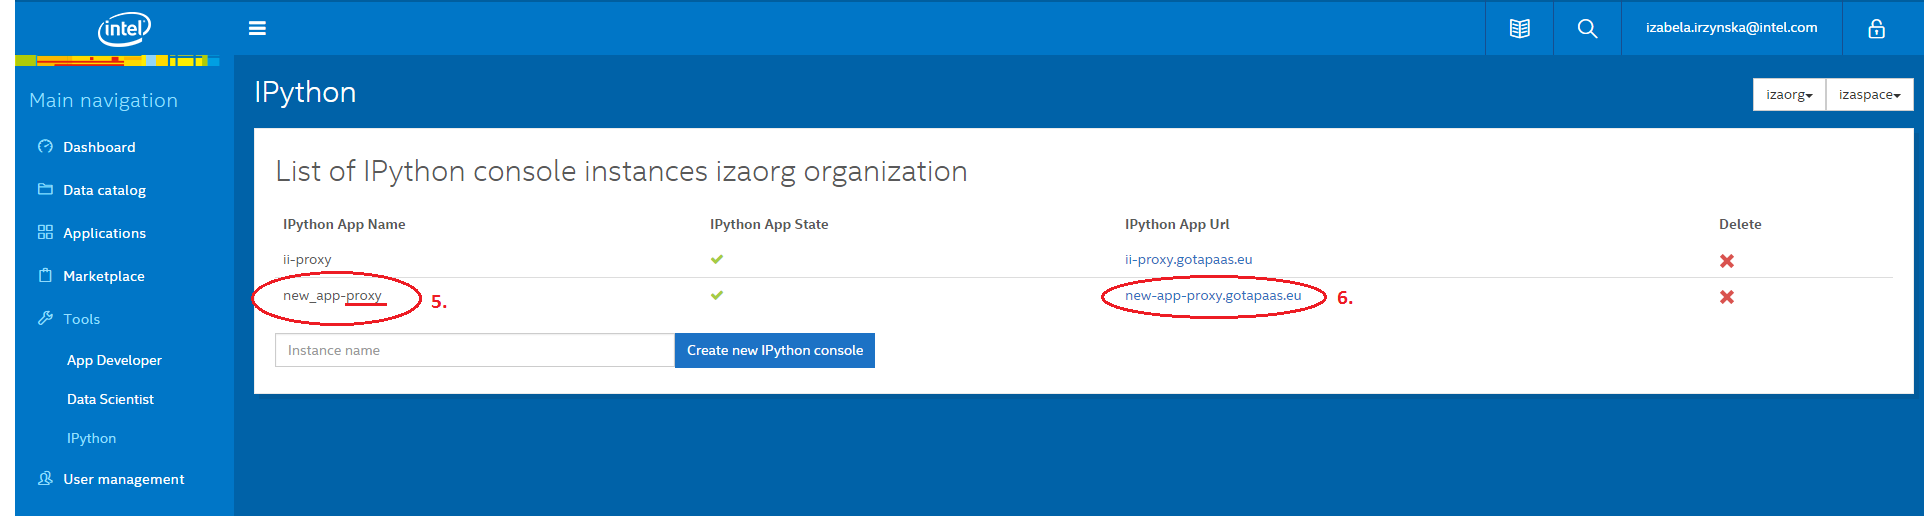 intel
izabela.irzynska@intel.com
Main navigation
IPython
izaorg
izaspace
Dashboard
Data catalog
Applications
Marketplace
Tools
App Developer
Data Scientist
IPython
User management
List of IPython console instances izaorg organization
IPython App Name IPython App State IPython App Url Delete
ii-proxy ii-proxy.gotapaas.eu
new_app-proxy 5. new-app-proxy.gotapaas.eu 6.
Instance name Create new IPython console